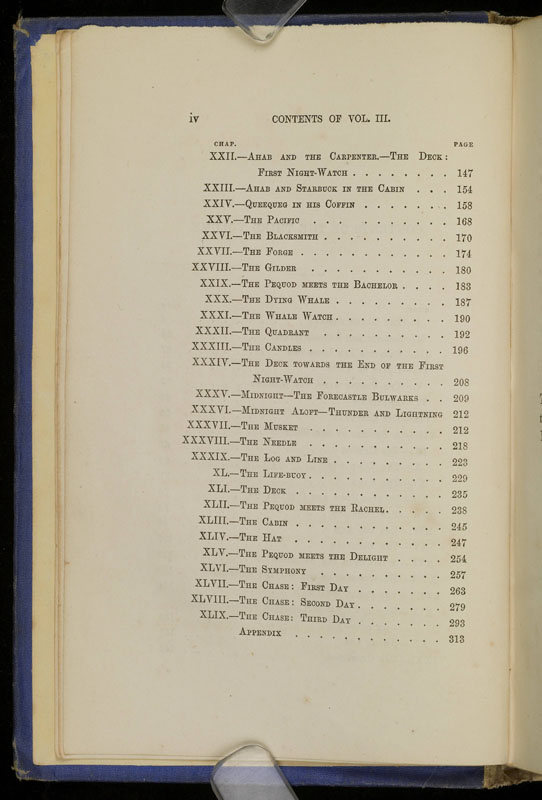 iv CONTENTS OF VOL. III.
CHAP. PAGE
XXII.—Ahab and the Carpenter.—The Deck:
First Night-Watch . . . . . . . . 147
XXIII.—Ahab and Starbuck in the Cabin . . . 154
XXIV.—Queequeg in his Coffin . . . . . . . 158
XXV.—The Pacific . . . . . . . . . . 168
XXVI.—The Blacksmith . . . . . . . . . . 170
XXVII.—The Forge . . . . . . . . . . . . 174
XXVIII.—The Gilder . . . . . . . . . . . 180
XXIX.—The Pequod meets the Bachelor . . . . 183
XXX.—The Dying Whale . . . . . . . . . 187
XXXI.—The Whale Watch . . . . . . . . . 190
XXXII.—The Quadrant . . . . . . . . . . 192
XXXIII.—The Candles . . . . . . . . . . . 196
XXXIV.—The Deck towards the End of the First
Night-Watch . . . . . . . . . . 208
XXXV.—Midnight—The Forecastle Bulwarks . . 209
XXXVI.—Midnight Aloft—Thunder and Lightning 212
XXXVII.—The Musket . . . . . . . . . . . 212
XXXVIII.—The Needle . . . . . . . . . . . 218
XXXIX.—The Log and Line . . . . . . . . . 223
XL.—The Life-buoy . . . . . . . . . . . 229
XLI.—The Deck . . . . . . . . . . . . 235
XLII.—The Pequod meets the Rachel . . . . . 238
XLIII.—The Cabin . . . . . . . . . . . . 245
XLIV.—The Hat . . . . . . . . . . . . 247
XLV.—The Pequod meets the Delight . . . . 254
XLVI.—The Symphony . . . . . . . . . . 257
XLVII.—The Chase: First Day . . . . . . . 263
XLVIII.—The Chase: Second Day . . . . . . . 279
XLIX.—The Chase: Third Day . . . . . . . 293
Appendix . . . . . . . . . . . . 313